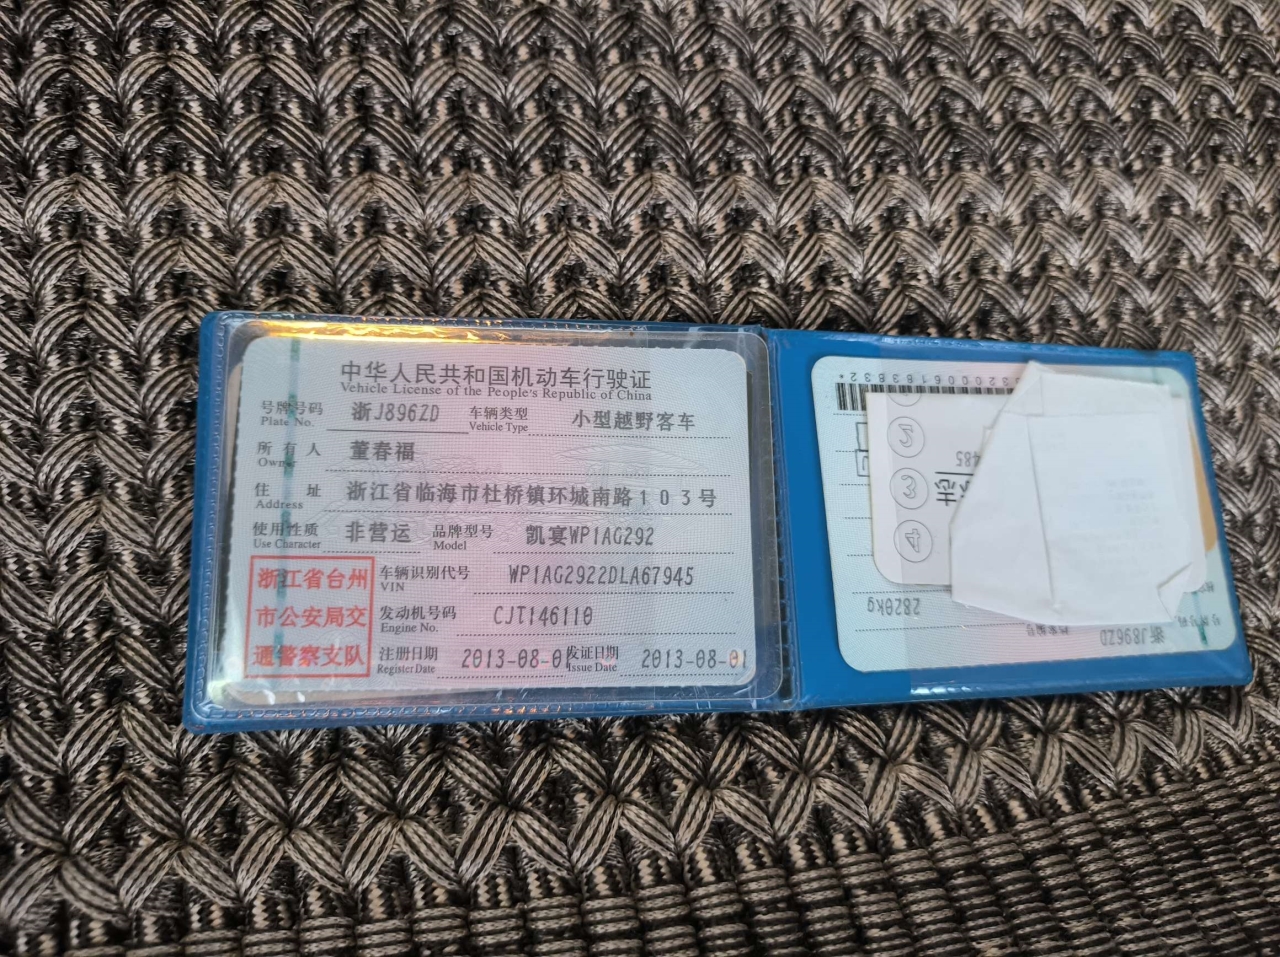 中华人民共和国机动车行驶证
Vehicle License of the People's Republic of China
号牌号码 浙J896ZD 车辆类型 小型越野客车
Plate No. Vehicle Type
所有人 董春福
Owner
住址 浙江省临海市杜桥镇环城南路103号
Address
使用性质 非营运 品牌型号 凯宴WP1AG292
Use Character Model
浙江省台州
市公安局交
通警察支队
车辆识别代号 WP1AG2922DLA67945
VIN
发动机号码 CJT146110
Engine No.
注册日期 2013-08-01 发证日期 2013-08-01
Register Date Issue Date
浙J896ZD
2820kg
4
3
2
485